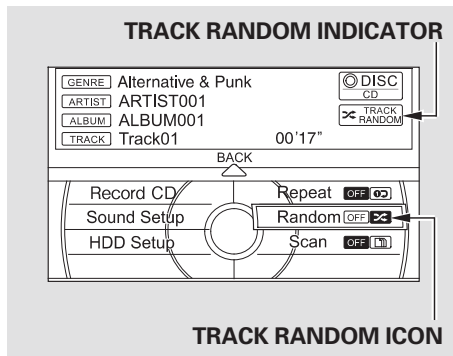 TRACK RANDOM INDICATOR
GENRE Alternative & Punk
DISC
CD
ARTIST ARTIST001
ALBUM ALBUM001
TRACK
RANDOM
TRACK Track01 00'17"
BACK
Record CD Repeat OFF
Sound Setup Random OFF
HDD Setup Scan OFF
TRACK RANDOM ICON